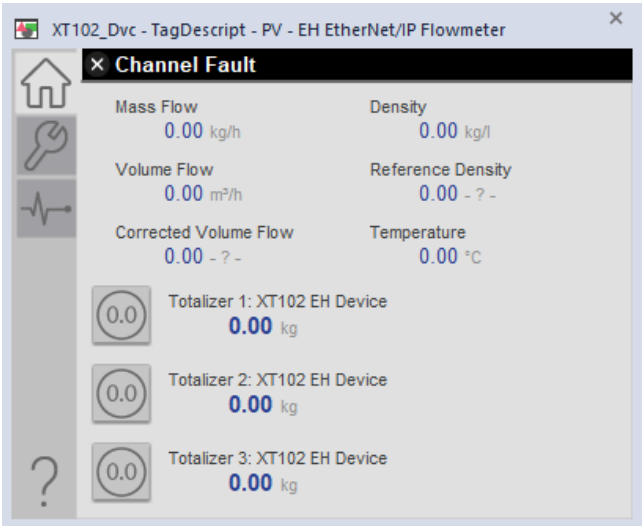 XT102_Dvc - TagDescript - PV - EH EtherNet/IP Flowmeter
Channel Fault
Mass Flow
0.00 kg/h
Density
0.00 kg/l
Volume Flow
0.00 m³/h
Reference Density
0.00 - ? -
Corrected Volume Flow
0.00 - ? -
Temperature
0.00 °C
0.0
Totalizer 1: XT102 EH Device
0.00 kg
0.0
Totalizer 2: XT102 EH Device
0.00 kg
0.0
Totalizer 3: XT102 EH Device
0.00 kg
?